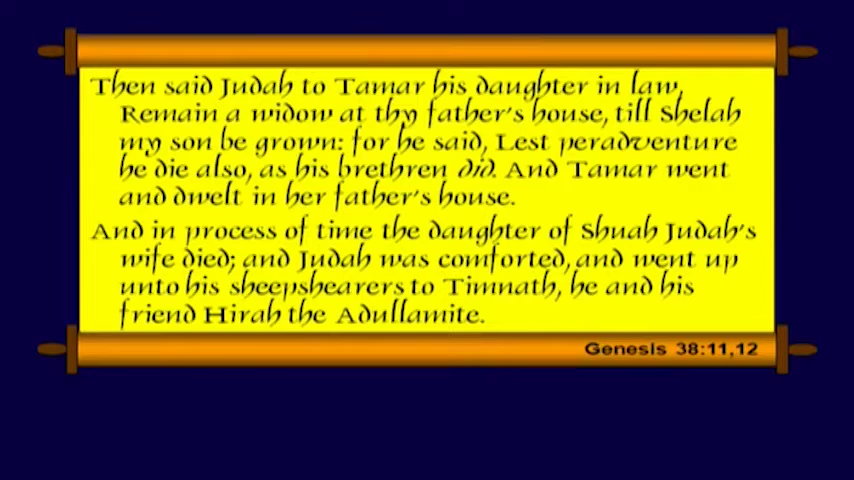 Then said Judah to Tamar his daughter in law,
Remain a widow at thy father's house, till Shelah
my son be grown: for he said, Lest peradventure
he die also, as his brethren did. And Tamar went
and dwelt in her father's house.
And in process of time the daughter of Shuah Judah's
wife died; and Judah was comforted, and went up
unto his sheepshearers to Timnath, he and his
friend Hirah the Adullamite.
Genesis 38:11,12